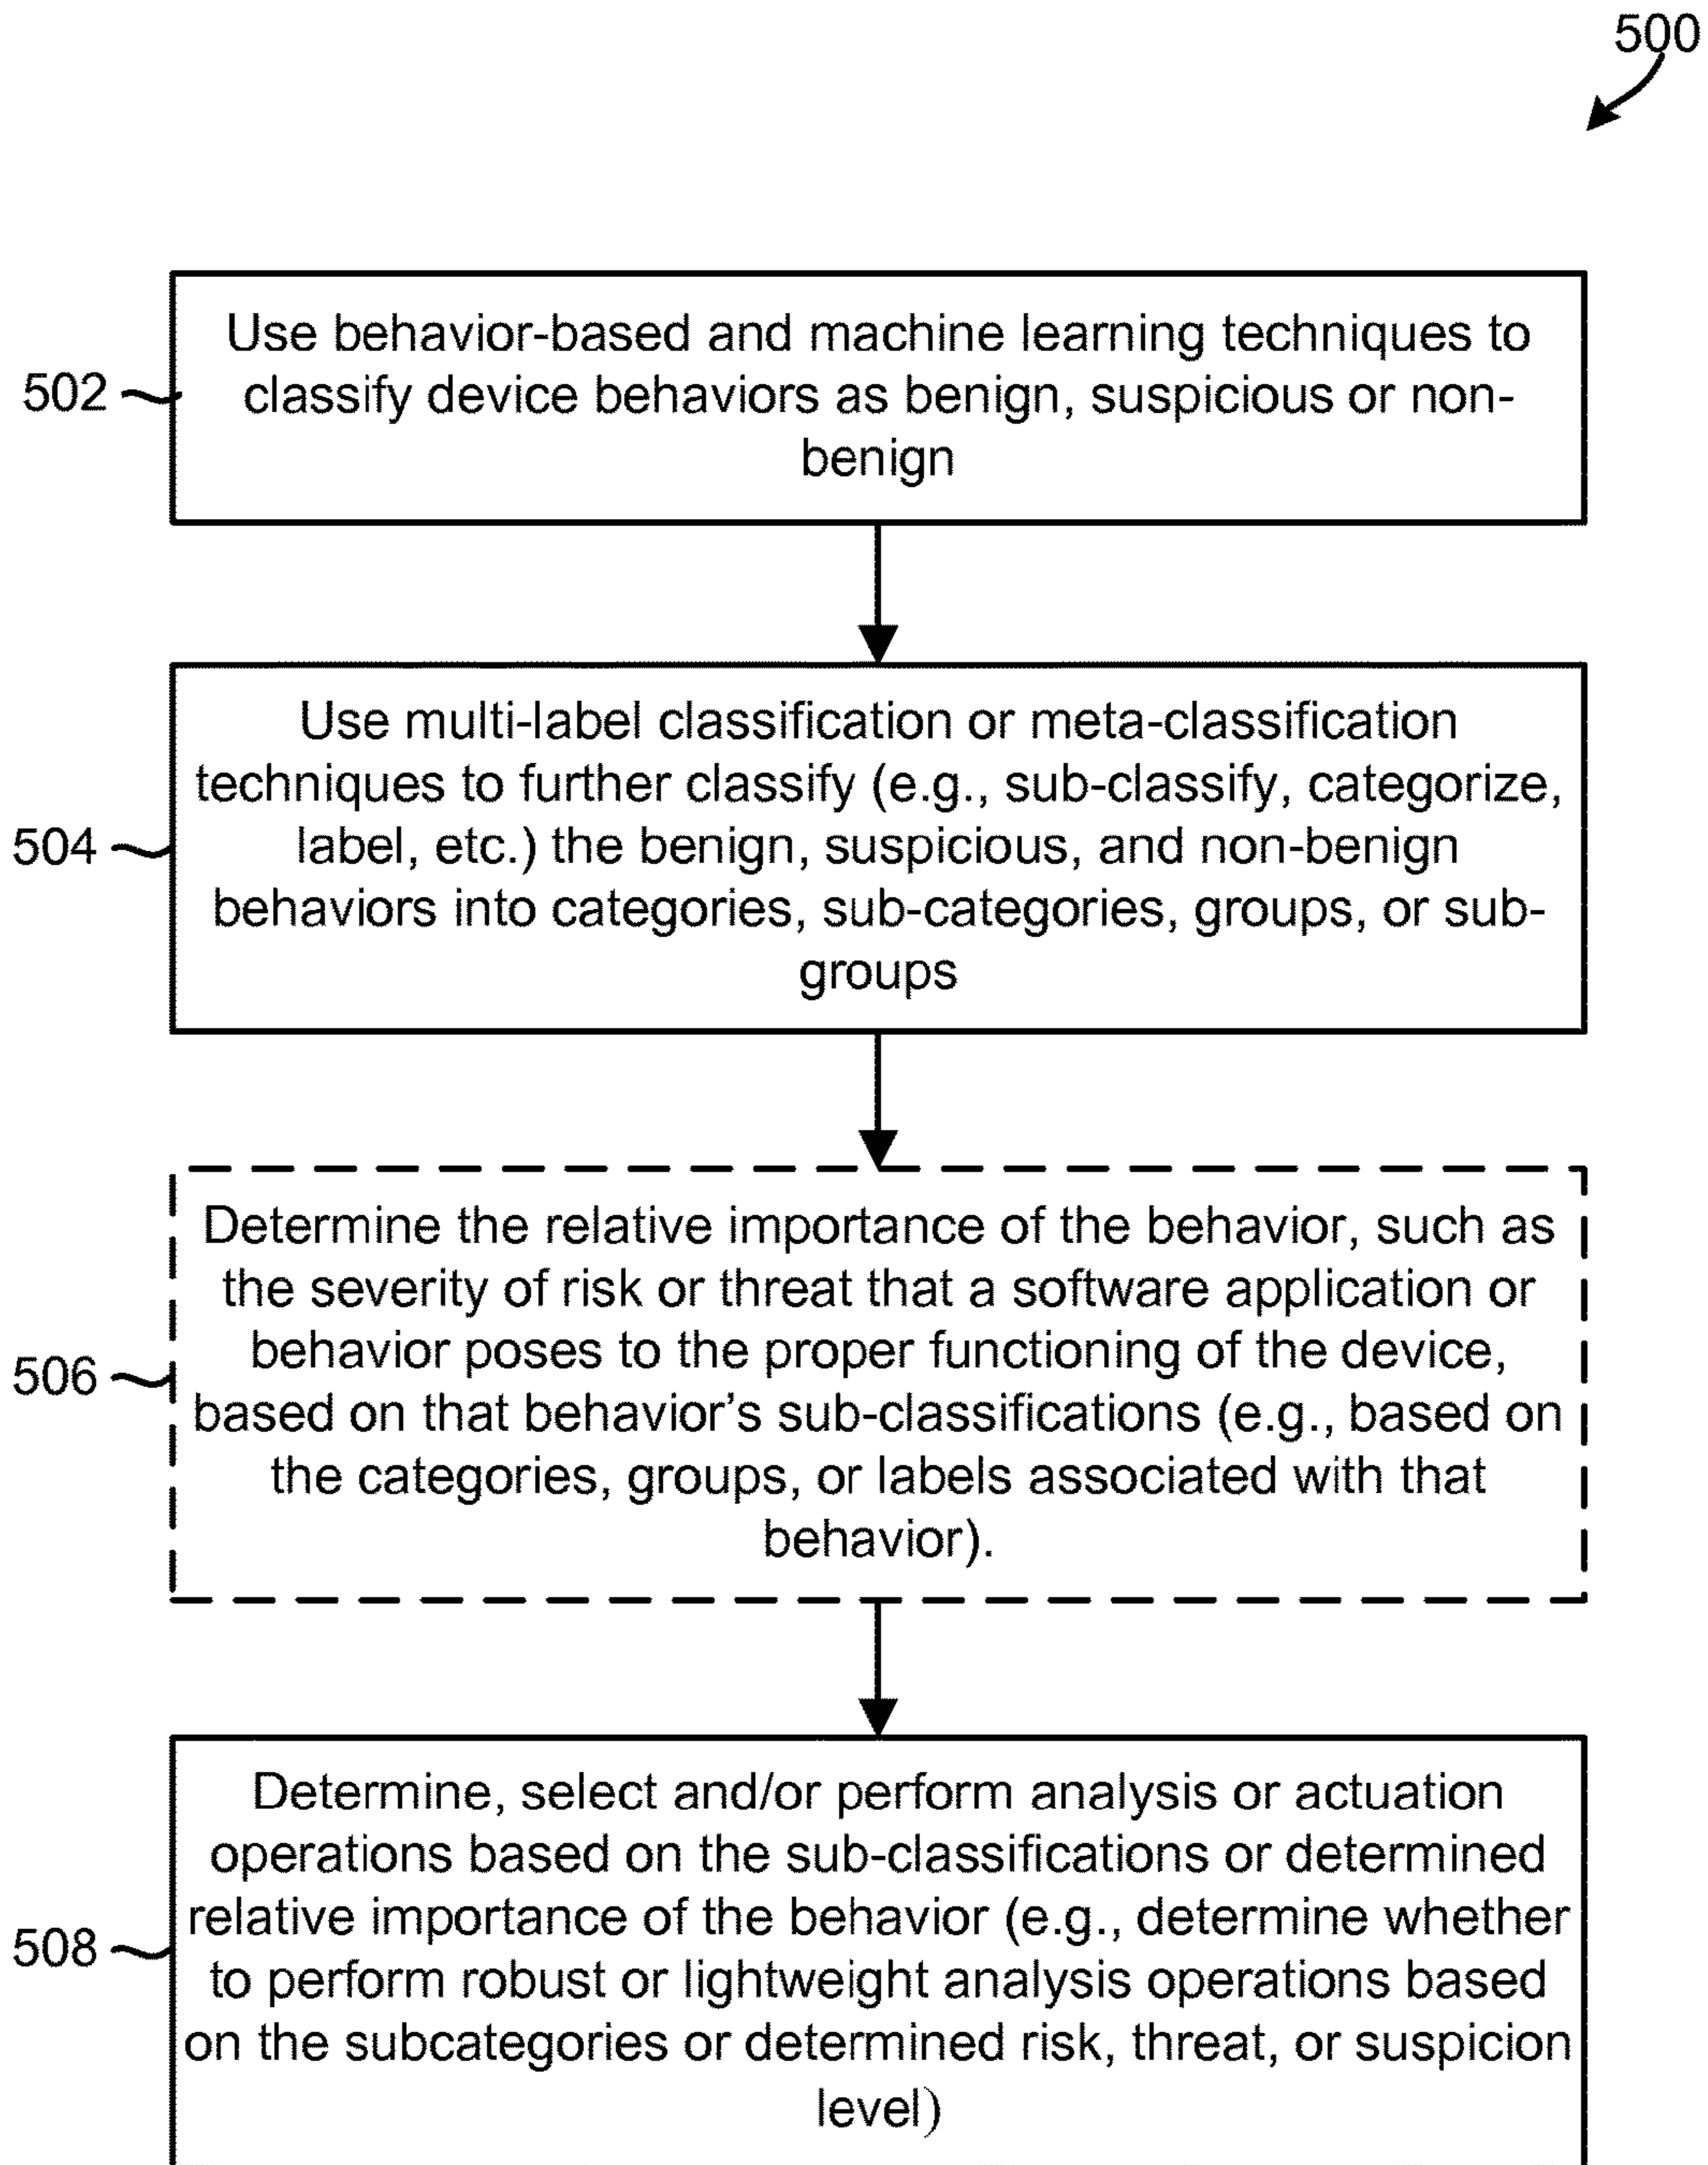 500
502
Use behavior-based and machine learning techniques to
classify device behaviors as benign, suspicious or non-
benign
504
Use multi-label classification or meta-classification
techniques to further classify (e.g., sub-classify, categorize,
label, etc.) the benign, suspicious, and non-benign
behaviors into categories, sub-categories, groups, or sub-
groups
506
Determine the relative importance of the behavior, such as
the severity of risk or threat that a software application or
behavior poses to the proper functioning of the device,
based on that behavior’s sub-classifications (e.g., based on
the categories, groups, or labels associated with that
behavior).
508
Determine, select and/or perform analysis or actuation
operations based on the sub-classifications or determined
relative importance of the behavior (e.g., determine whether
to perform robust or lightweight analysis operations based
on the subcategories or determined risk, threat, or suspicion
level)